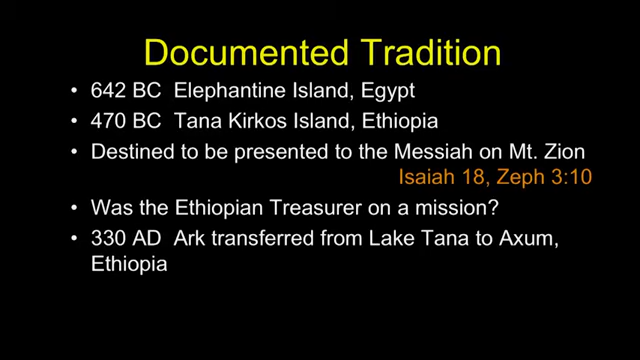 Documented Tradition
• 642 BC Elephantine Island, Egypt
• 470 BC Tana Kirkos Island, Ethiopia
• Destined to be presented to the Messiah on Mt. Zion
Isaiah 18, Zeph 3:10
• Was the Ethiopian Treasurer on a mission?
• 330 AD Ark transferred from Lake Tana to Axum,
Ethiopia